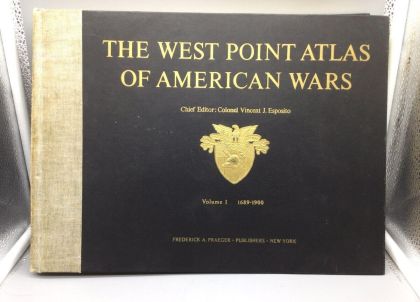 THE WEST POINT ATLAS
OF AMERICAN WARS
Chief Editor: Colonel Vincent J. Esposito
Volume I 1689-1900
FREDERICK A. PRAEGER • PUBLISHERS • NEW YORK